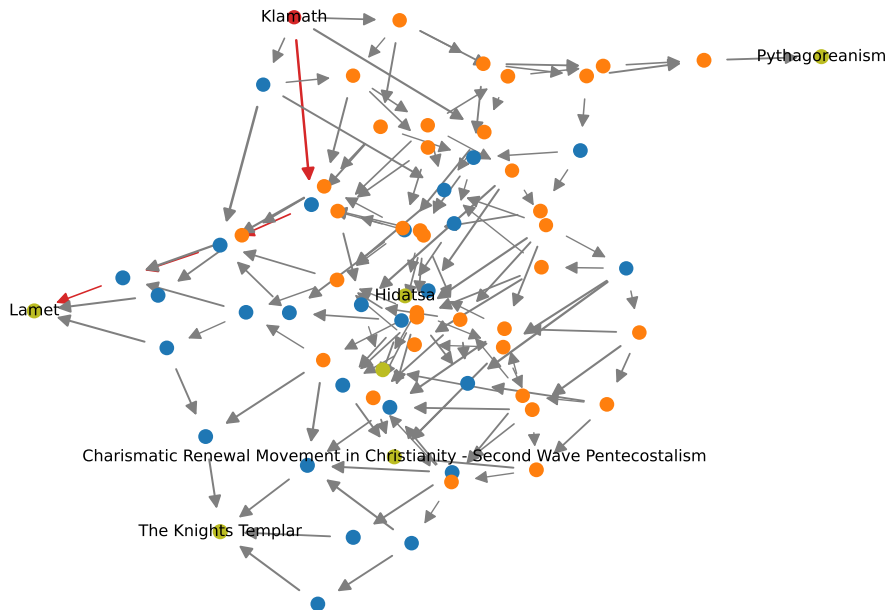 Klamath
Pythagoreanism
Hidatsa
Lamet
Charismatic Renewal Movement in Christianity - Second Wave Pentecostalism
The Knights Templar